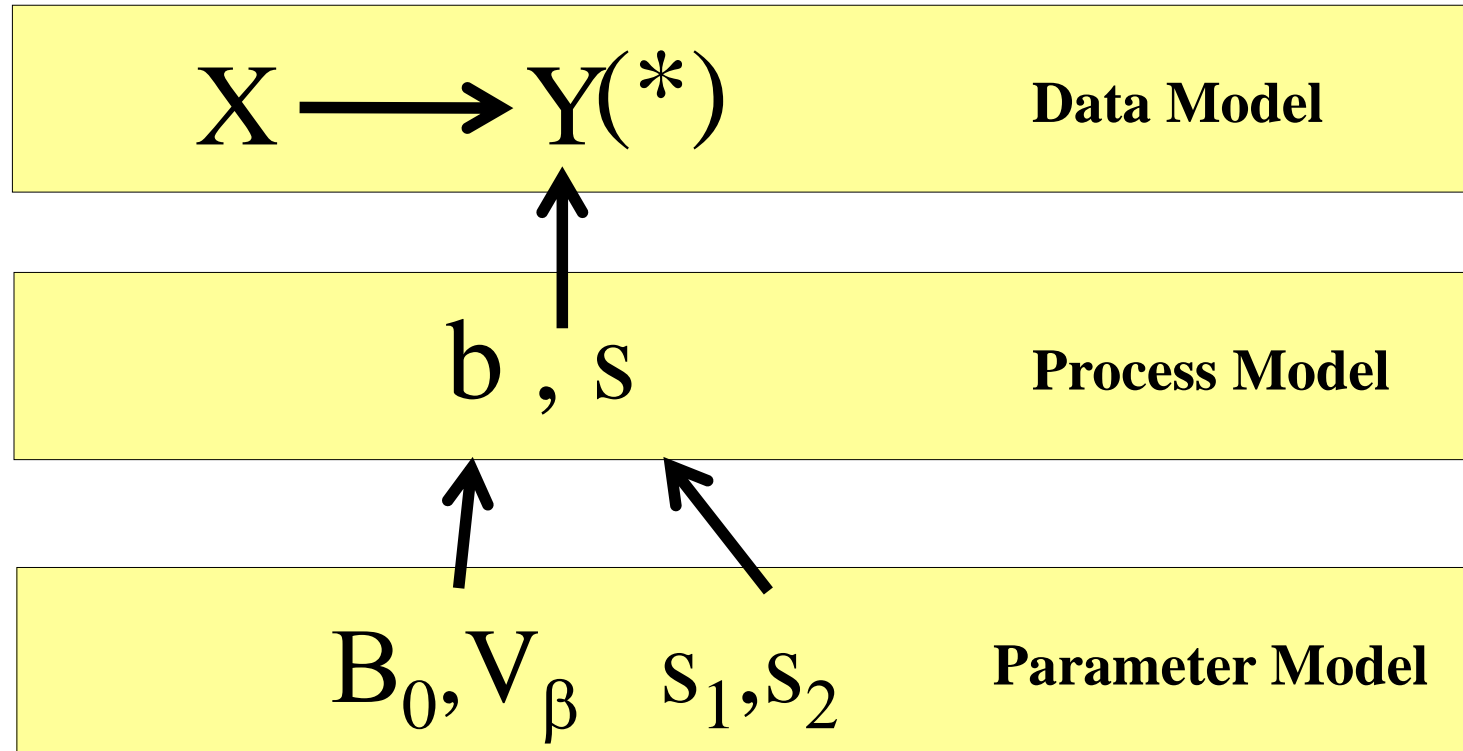 X Y(*) Data Model
b , s Process Model
B₀,Vᵦ s₁,s₂ Parameter Model